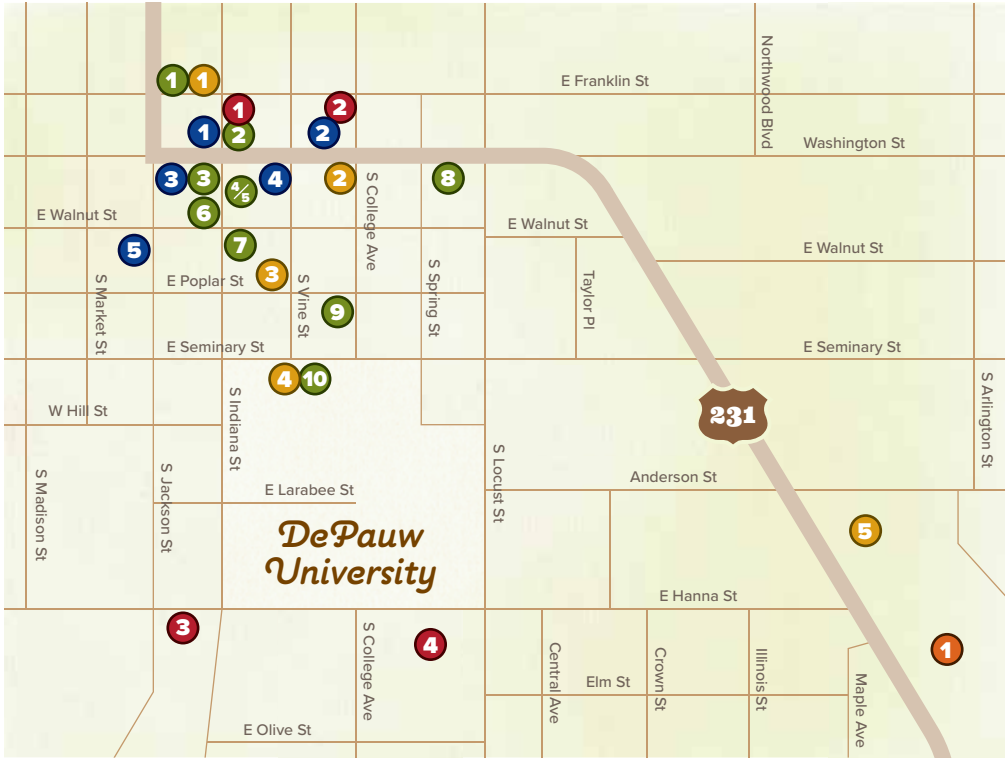 Northwood Blvd
E Franklin St
1 1
1 2
1 2 2
Washington St
3 3 4/5 4 2 8
S College Ave
6
E Walnut St
E Walnut St
E Walnut St
5 7
E Poplar St
3
S Market St
S Vine St
S Spring St
Taylor Pl
9
E Seminary St
E Seminary St
4 10
S Indiana St
S Arlington St
W Hill St
231
S Madison St
S Jackson St
S Locust St
Anderson St
E Larabee St
DePauw
University
5
E Hanna St
3
S College Ave
4
Central Ave
Crown St
Illinois St
Maple Ave
1
Elm St
E Olive St